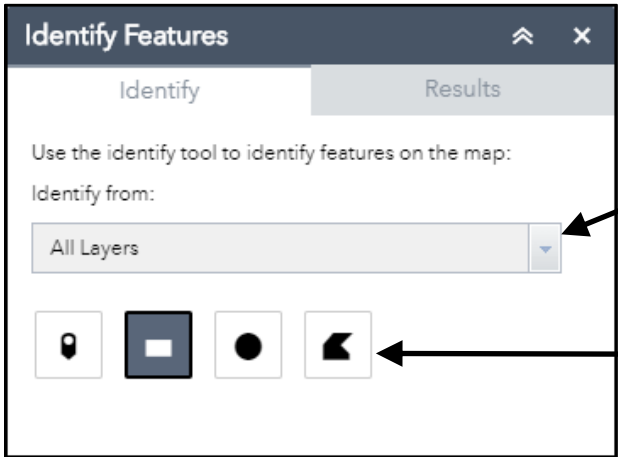 Identify Features
Identify
Results
Use the identify tool to identify features on the map:
Identify from:
All Layers